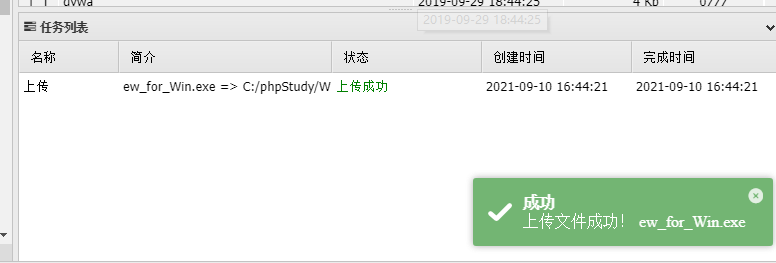 dvwa 2019-09-29 18:44:25 4 Kb 0777
2019-09-29 18:44:25
任务列表
名称 简介 状态 创建时间 完成时间
上传 ew_for_Win.exe => C:/phpStudy/W 上传成功 2021-09-10 16:44:21 2021-09-10 16:44:21
成功
上传文件成功! ew_for_Win.exe